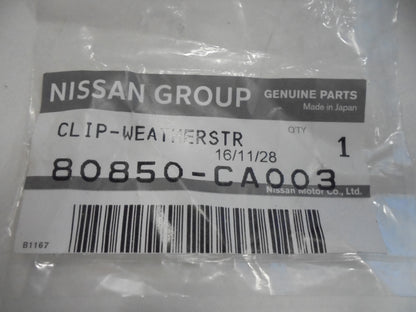 NISSAN GROUP GENUINE PARTS
Made in Japan
CLIP-WEATHERSTR QTY 1
16/11/28
80850-CA003
Nissan Motor Co., Ltd.
B1167